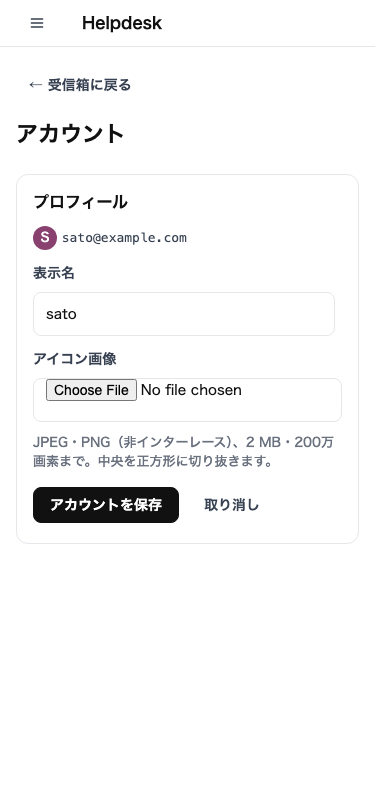 Helpdesk
← 受信箱に戻る
アカウント
プロフィール
S sato@example.com
表示名
sato
アイコン画像
Choose File No file chosen
JPEG・PNG（非インターレース）、2 MB・200万
画素まで。中央を正方形に切り抜きます。
アカウントを保存 取り消し